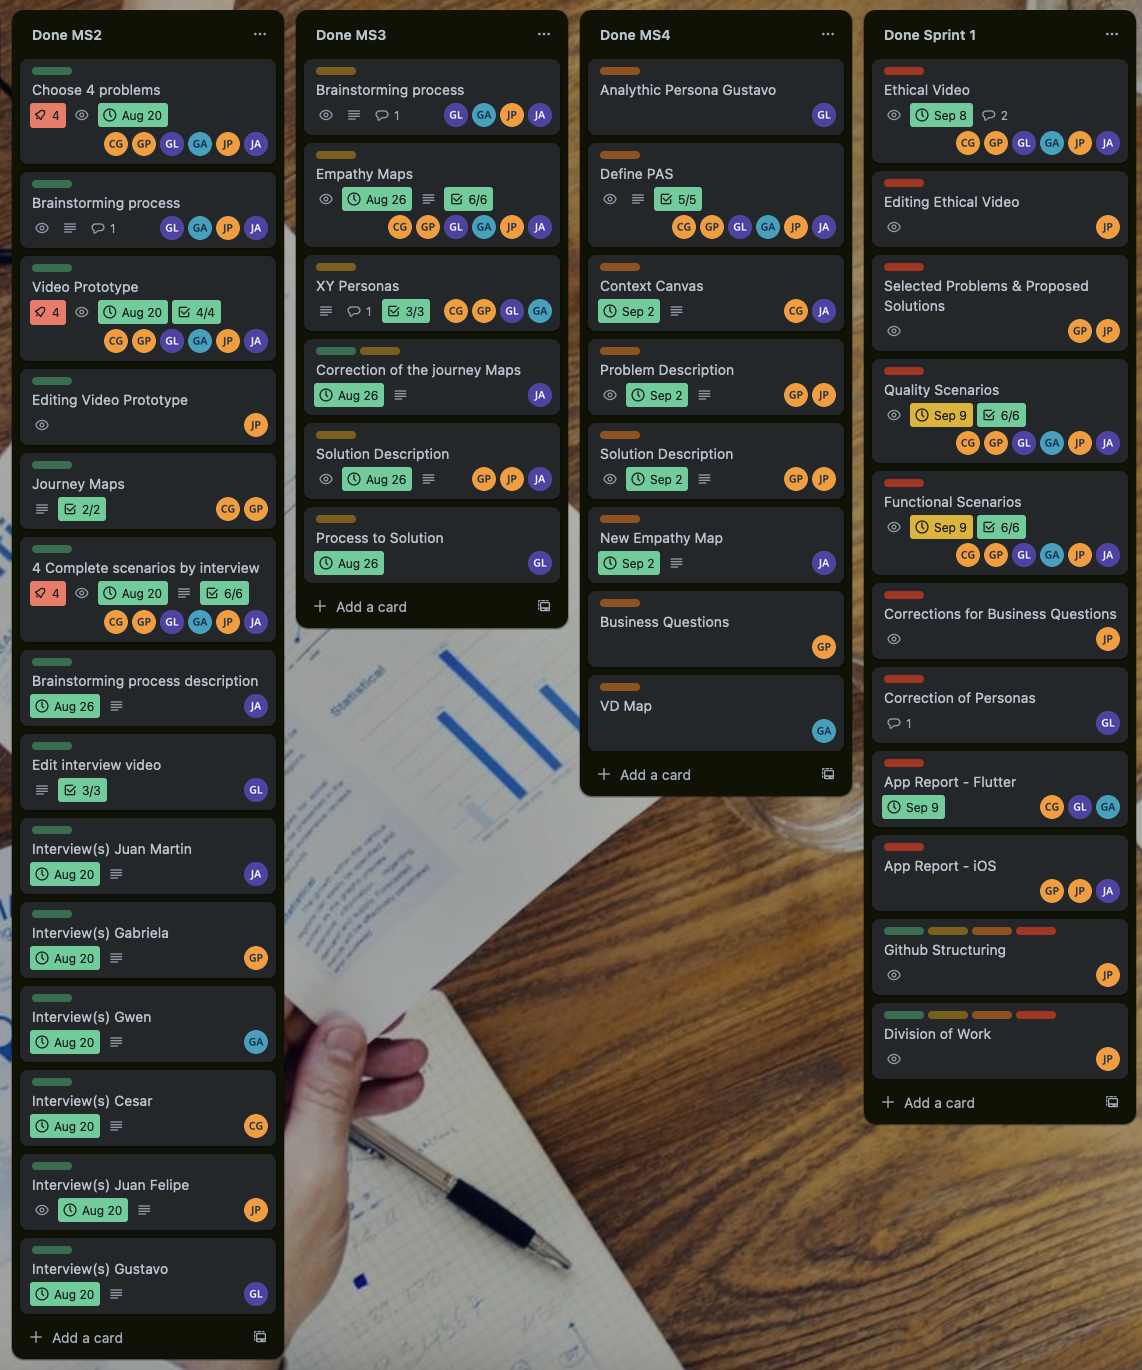 Done MS2
Choose 4 problems
4 Aug 20
CG GP GL GA JP JA
Brainstorming process
1 GL GA JP JA
Video Prototype
4 Aug 20 4/4
CG GP GL GA JP JA
Editing Video Prototype
JP
Journey Maps
2/2 CG GP
4 Complete scenarios by interview
4 Aug 20 6/6
CG GP GL GA JP JA
Brainstorming process description
Aug 26 JA
Edit interview video
3/3 GL
Interview(s) Juan Martin
Aug 20 JA
Interview(s) Gabriela
Aug 20 GP
Interview(s) Gwen
Aug 20 GA
Interview(s) Cesar
Aug 20 CG
Interview(s) Juan Felipe
Aug 20 JP
Interview(s) Gustavo
Aug 20 GL
+ Add a card
Done MS3
Brainstorming process
1 GL GA JP JA
Empathy Maps
Aug 26 6/6
CG GP GL GA JP JA
XY Personas
1 3/3 CG GP GL GA
Correction of the journey Maps
Aug 26 JA
Solution Description
Aug 26 GP JP JA
Process to Solution
Aug 26 GL
+ Add a card
Statistical
Done MS4
Analythic Persona Gustavo
GL
Define PAS
5/5
CG GP GL GA JP JA
Context Canvas
Sep 2 CG JA
Problem Description
Sep 2 GP JP
Solution Description
Sep 2 GP JP
New Empathy Map
Sep 2 JA
Business Questions
GP
VD Map
GA
+ Add a card
Done Sprint 1
Ethical Video
Sep 8 2
CG GP GL GA JP JA
Editing Ethical Video
JP
Selected Problems & Proposed
Solutions
GP JP
Quality Scenarios
Sep 9 6/6
CG GP GL GA JP JA
Functional Scenarios
Sep 9 6/6
CG GP GL GA JP JA
Corrections for Business Questions
JP
Correction of Personas
1 GL
App Report - Flutter
Sep 9 CG GL GA
App Report - iOS
GP JP JA
Github Structuring
JP
Division of Work
JP
+ Add a card